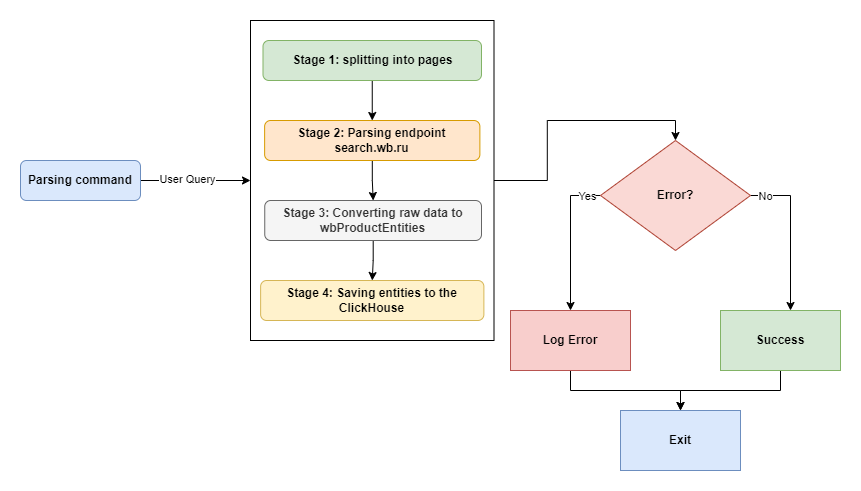 Stage 1: splitting into pages
Stage 2: Parsing endpoint
search.wb.ru
Parsing command
User Query
Stage 3: Converting raw data to
wbProductEntities
Stage 4: Saving entities to the
ClickHouse
Error?
Yes
No
Log Error
Success
Exit